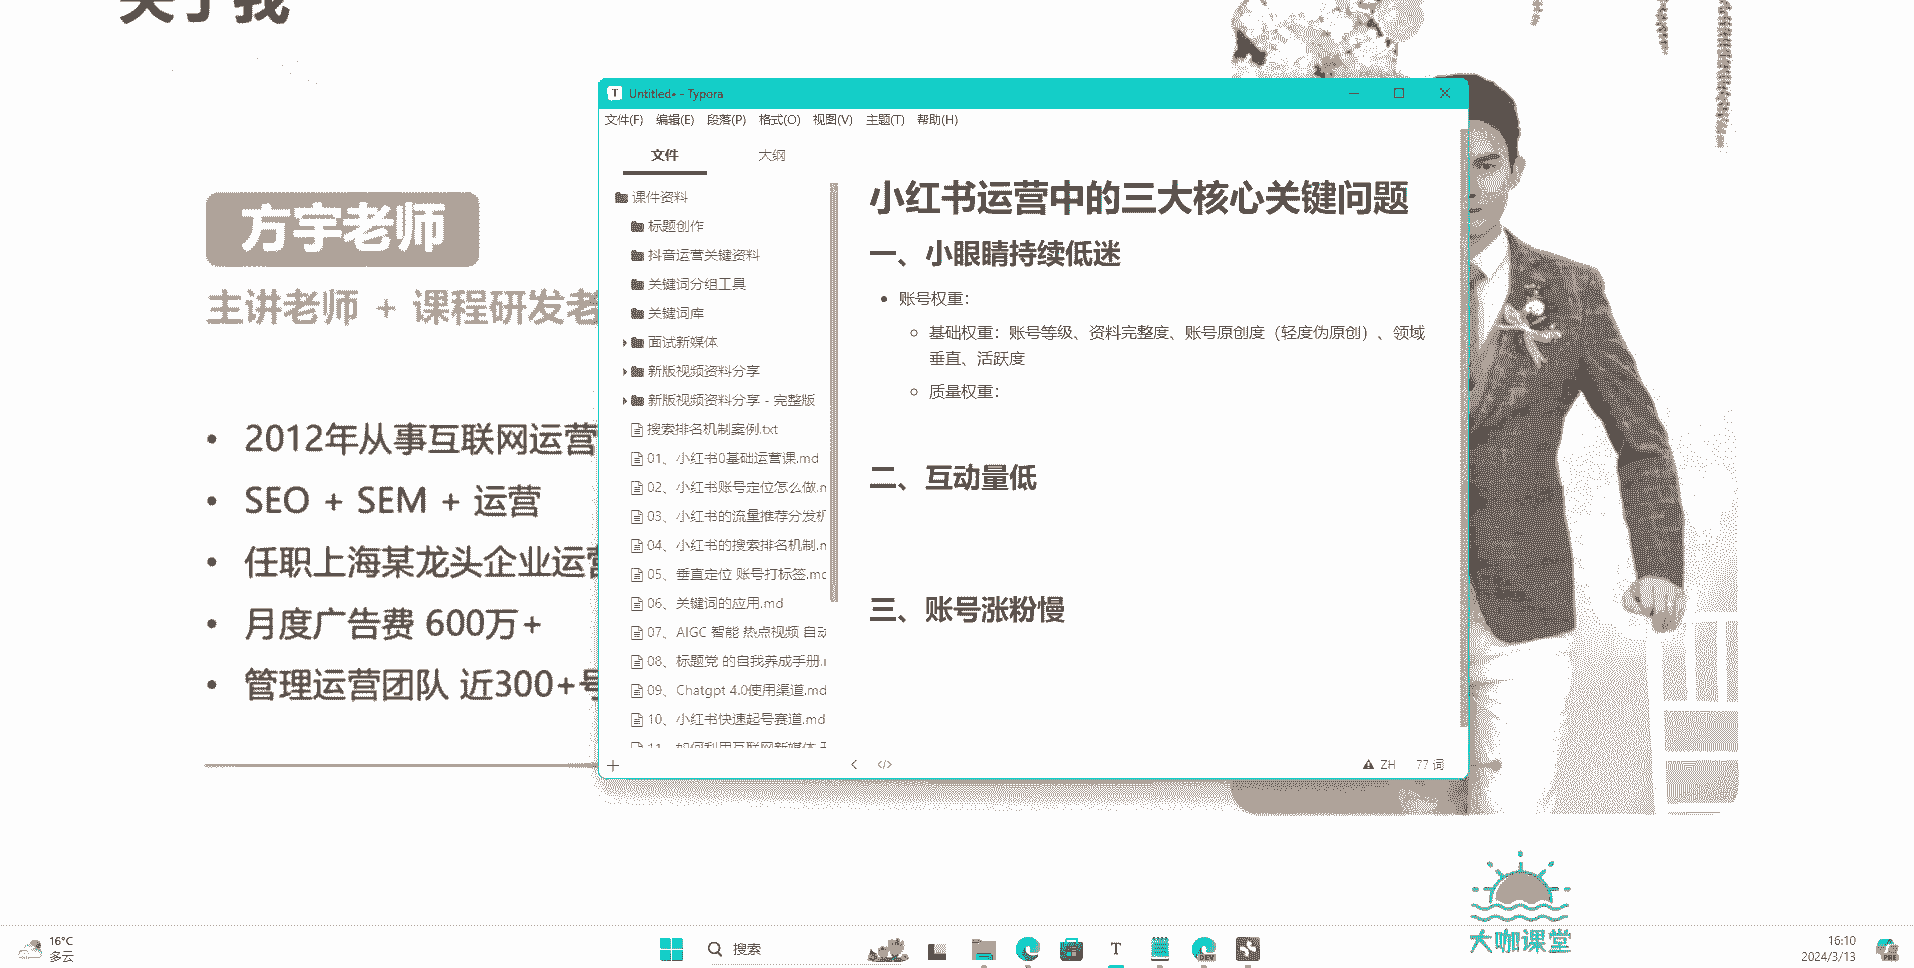 关于我
方宇老师
主讲老师 + 课程研发老
2012年从事互联网运营
SEO + SEM + 运营
任职上海某龙头企业运营
月度广告费 600万+
管理运营团队 近300+号
Untitled• - Typora
文件(F) 编辑(E) 段落(P) 格式(O) 视图(V) 主题(T) 帮助(H)
文件 大纲
课件资料
标题创作
抖音运营关键资料
关键词分组工具
关键词库
面试新媒体
新版视频资料分享
新版视频资料分享 - 完整版
搜索排名机制案例.txt
01、小红书0基础运营课.md
02、小红书账号定位怎么做.m
03、小红书的流量推荐分发机
04、小红书的搜索排名机制.m
05、垂直定位 账号打标签.md
06、关键词的应用.md
07、AIGC 智能 热点视频 自动
08、标题党 的自我养成手册.m
09、Chatgpt 4.0使用渠道.md
10、小红书快速起号赛道.md
11、如何利用互联网新媒体
小红书运营中的三大核心关键问题
一、小眼睛持续低迷
账号权重：
基础权重：账号等级、资料完整度、账号原创度（轻度伪原创）、领域
垂直、活跃度
质量权重：
二、互动量低
三、账号涨粉慢
ZH 77 词
大咖课堂
16°C
多云
搜索
DEV
16:10
2024/3/13
PRE